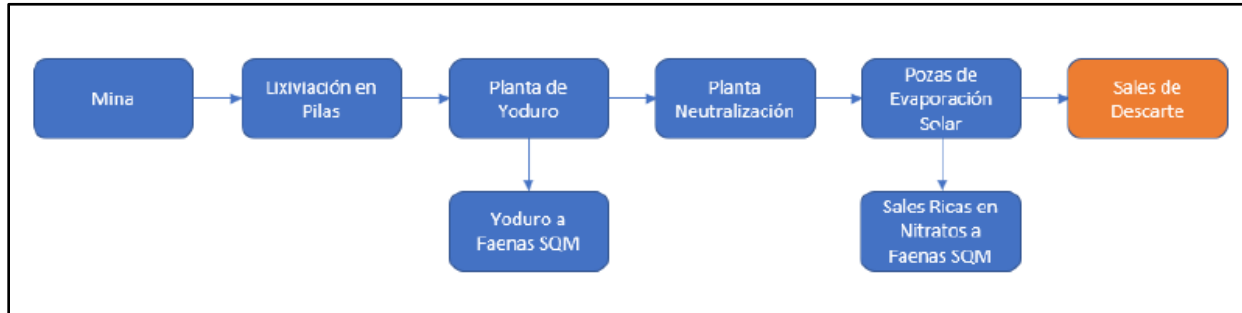 Mina
Lixiviación en
Pilas
Planta de
Yoduro
Planta
Neutralización
Pozas de
Evaporación
Solar
Sales de
Descarte
Yoduro a
Faenas SQM
Sales Ricas en
Nitratos a
Faenas SQM